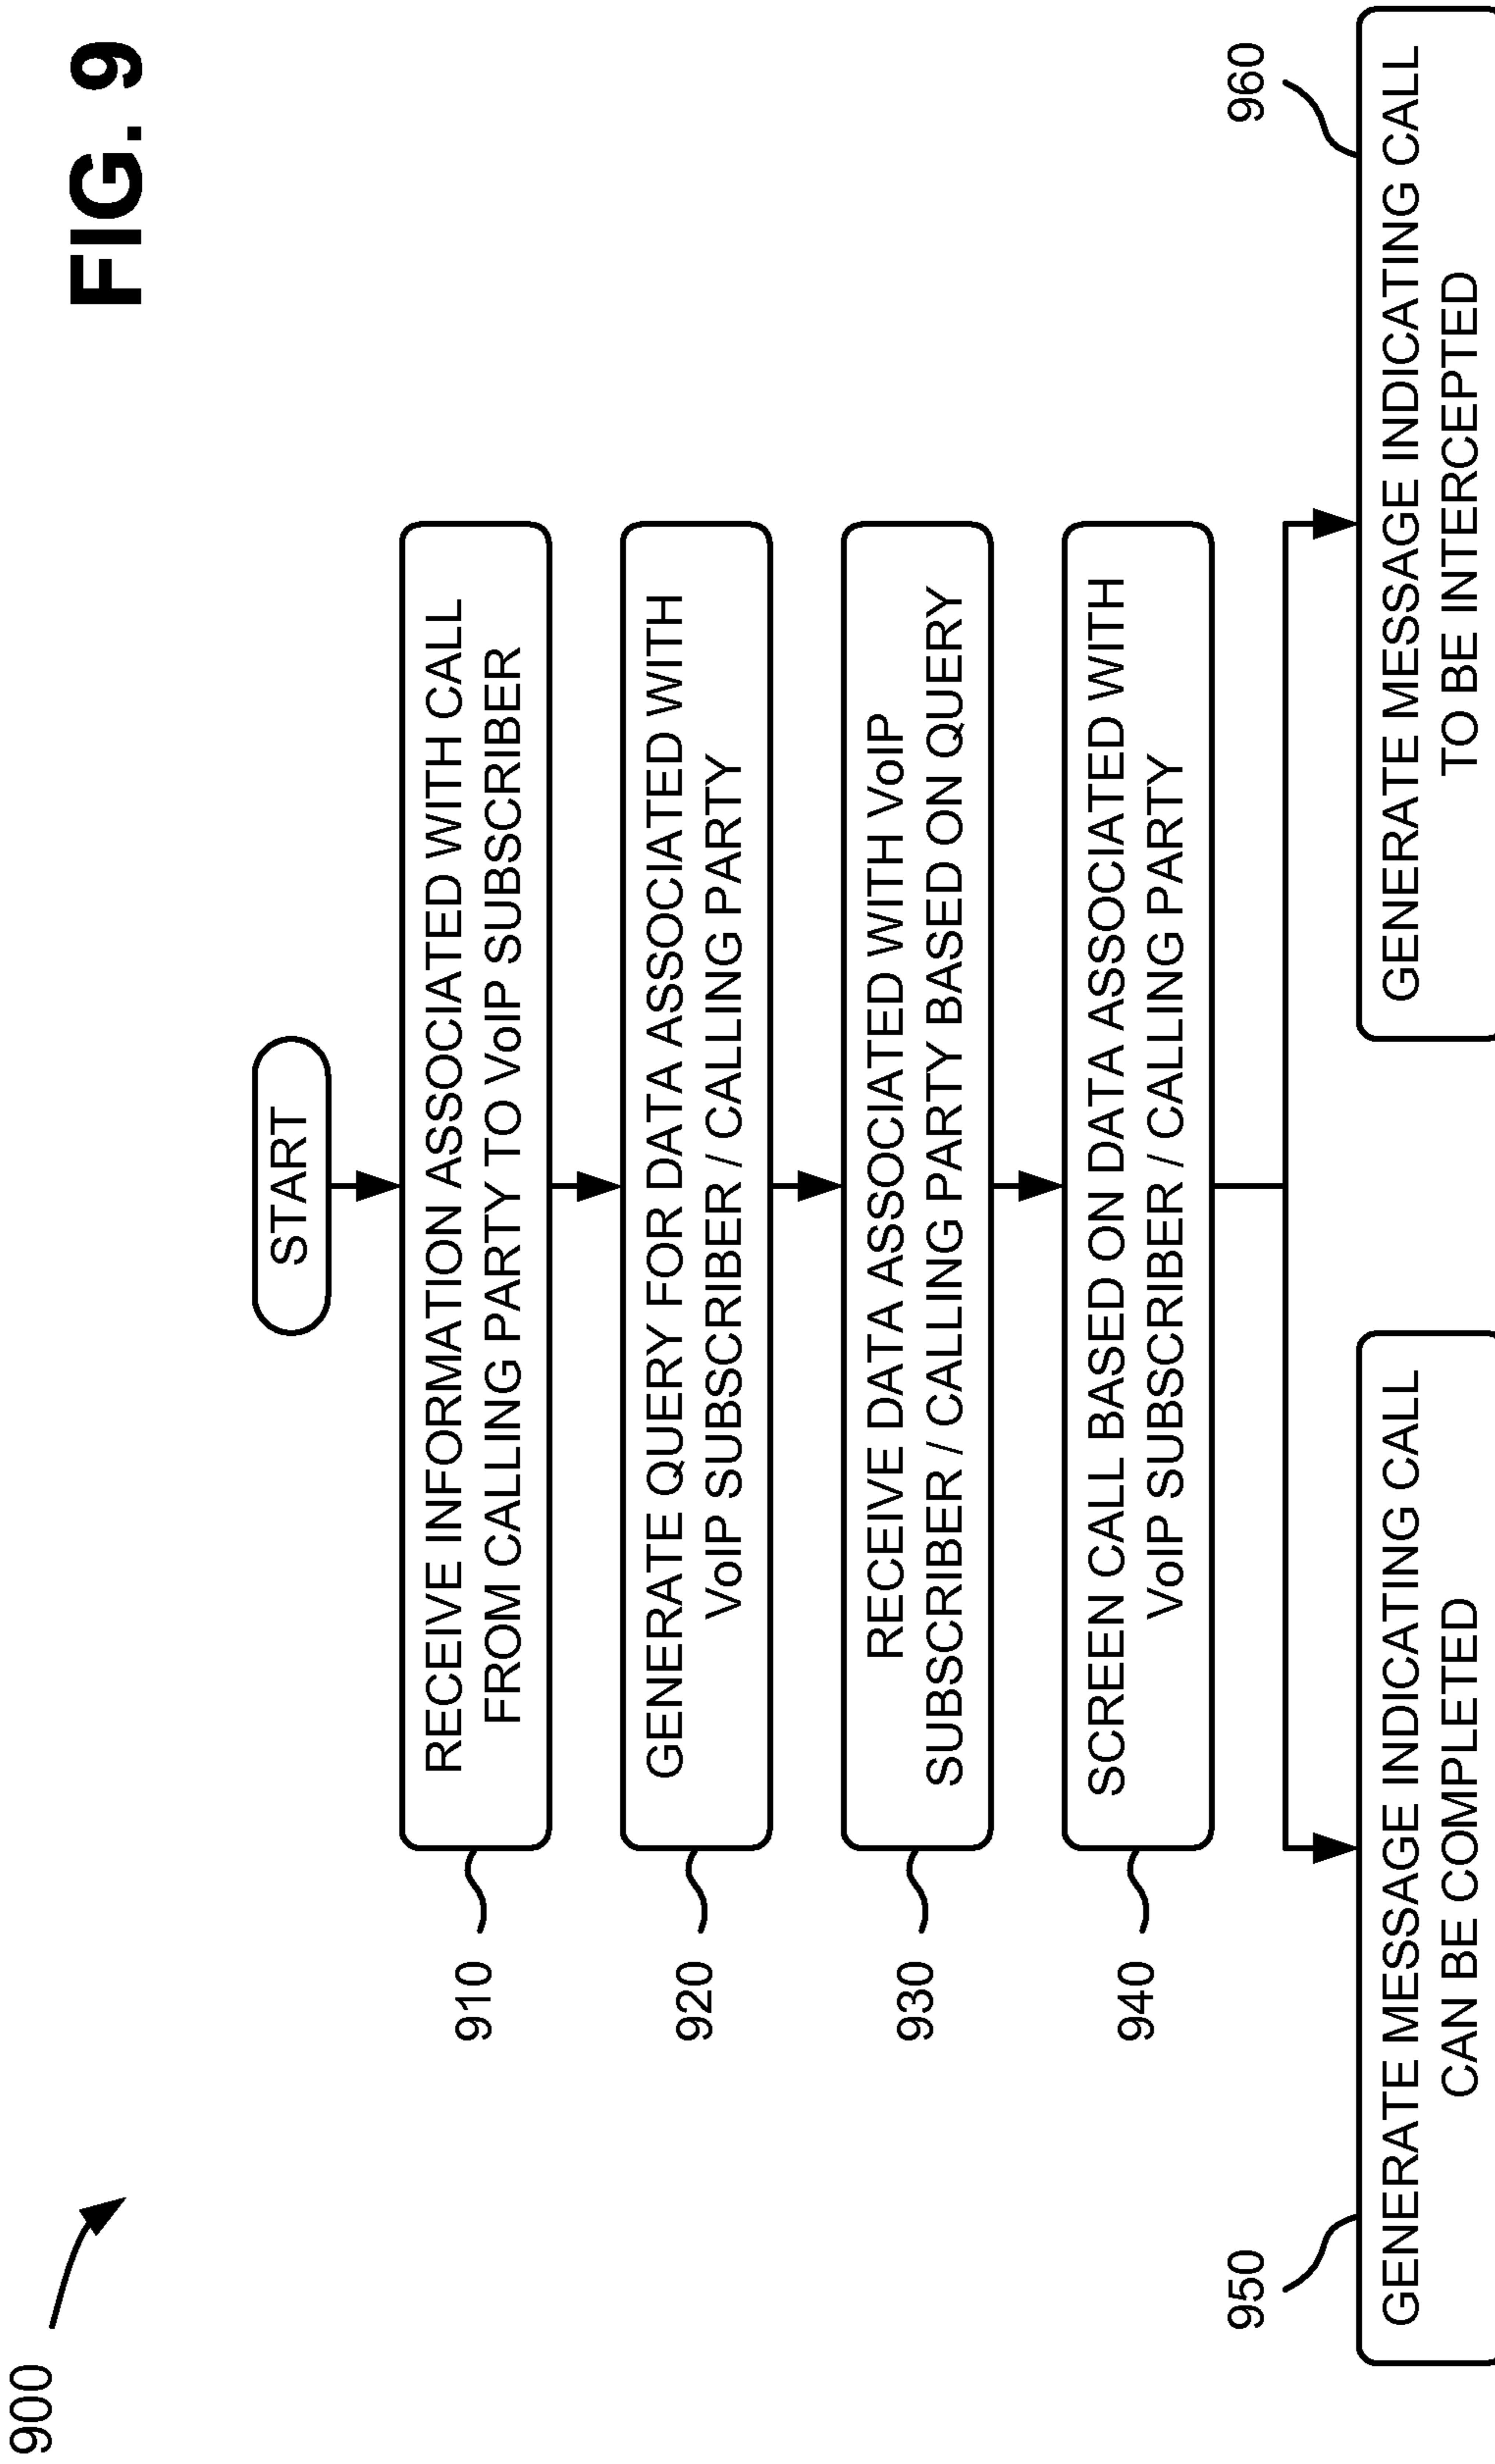 FIG. 9
900
START
910
RECEIVE INFORMATION ASSOCIATED WITH CALL
FROM CALLING PARTY TO VoIP SUBSCRIBER
920
GENERATE QUERY FOR DATA ASSOCIATED WITH
VoIP SUBSCRIBER / CALLING PARTY
930
RECEIVE DATA ASSOCIATED WITH VoIP
SUBSCRIBER / CALLING PARTY BASED ON QUERY
940
SCREEN CALL BASED ON DATA ASSOCIATED WITH
VoIP SUBSCRIBER / CALLING PARTY
950
GENERATE MESSAGE INDICATING CALL
CAN BE COMPLETED
960
GENERATE MESSAGE INDICATING CALL
TO BE INTERCEPTED